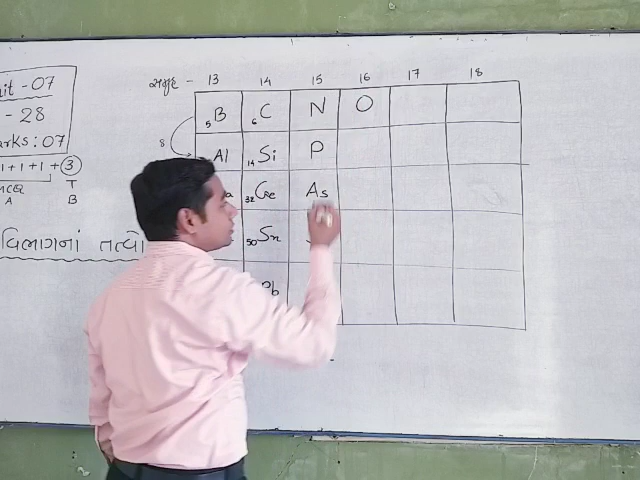 nit - 07
- 28
arks : 07
1 + 1 + 1 + 3
MCQ T
A B
વિભાગનાં તત્વો
સમૂહ - 13 14 15 16 17 18
5B 6C N O
8
Al 14Si P
a 32Ge As
50Sn
Pb